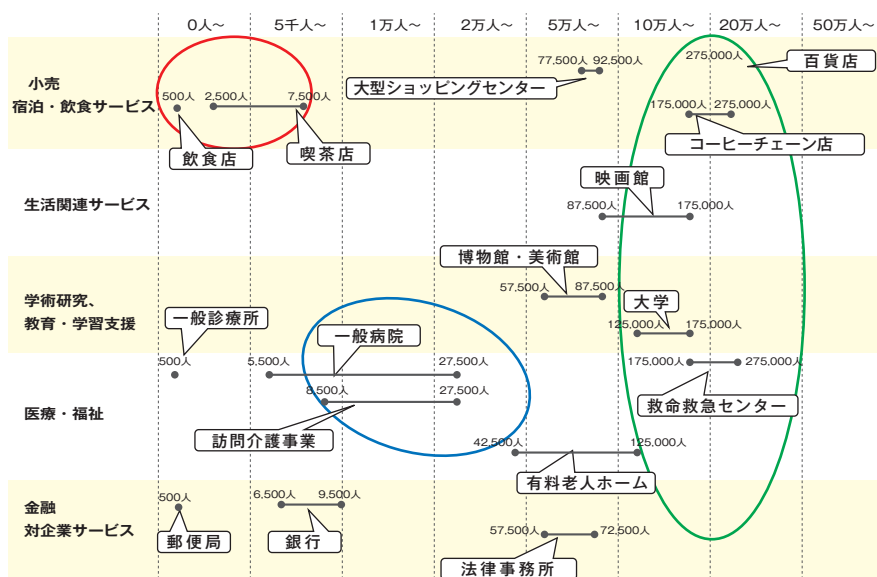 0人～ 5千人～ 1万人～ 2万人～ 5万人～ 10万人～ 20万人～ 50万人～
小売
宿泊・飲食サービス
500人 2,500人 7,500人
飲食店
喫茶店
77,500人 92,500人
大型ショッピングセンター
275,000人
百貨店
175,000人 275,000人
コーヒーチェーン店
生活関連サービス
映画館
87,500人 175,000人
学術研究、
教育・学習支援
博物館・美術館
57,500人 87,500人
大学
125,000人 175,000人
医療・福祉
一般診療所
500人
一般病院
5,500人 27,500人
8,500人 27,500人
訪問介護事業
175,000人 275,000人
救命救急センター
42,500人 125,000人
有料老人ホーム
金融
対企業サービス
500人
郵便局
6,500人 9,500人
銀行
57,500人 72,500人
法律事務所